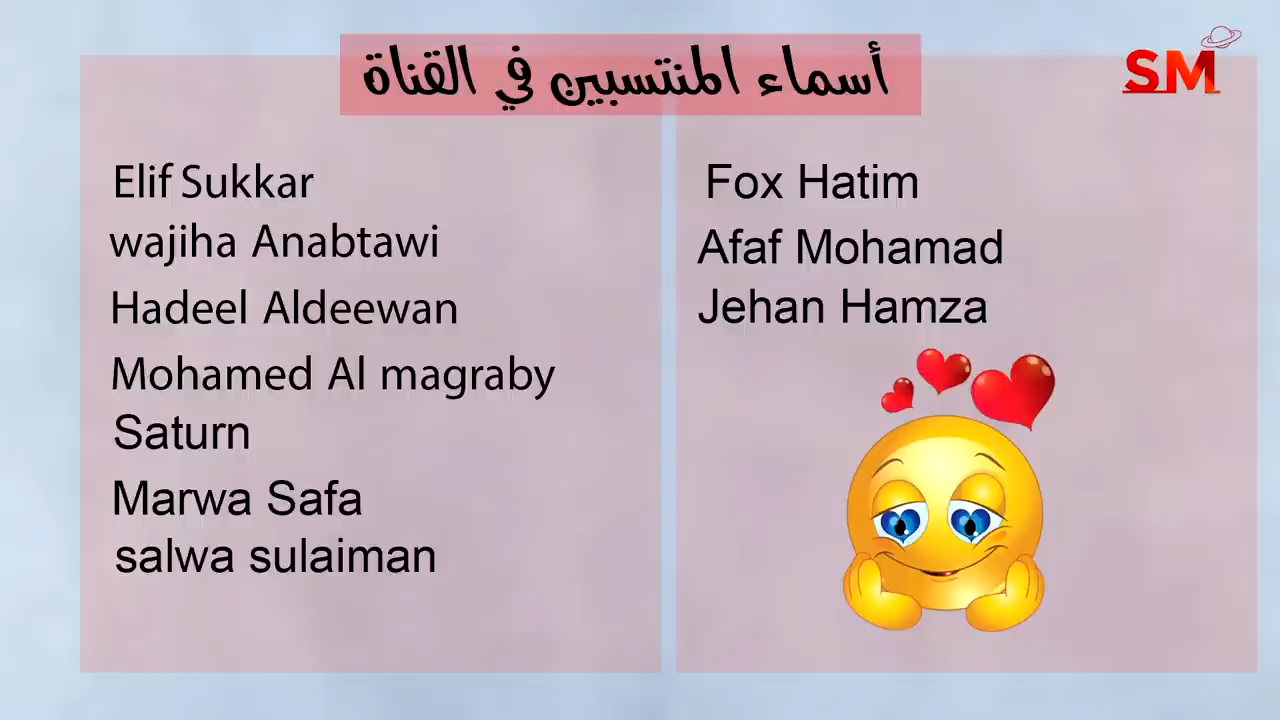 أسماء المنتسبين في القناة
SM
Elif Sukkar
wajiha Anabtawi
Hadeel Aldeewan
Mohamed Al magraby
Saturn
Marwa Safa
salwa sulaiman
Fox Hatim
Afaf Mohamad
Jehan Hamza